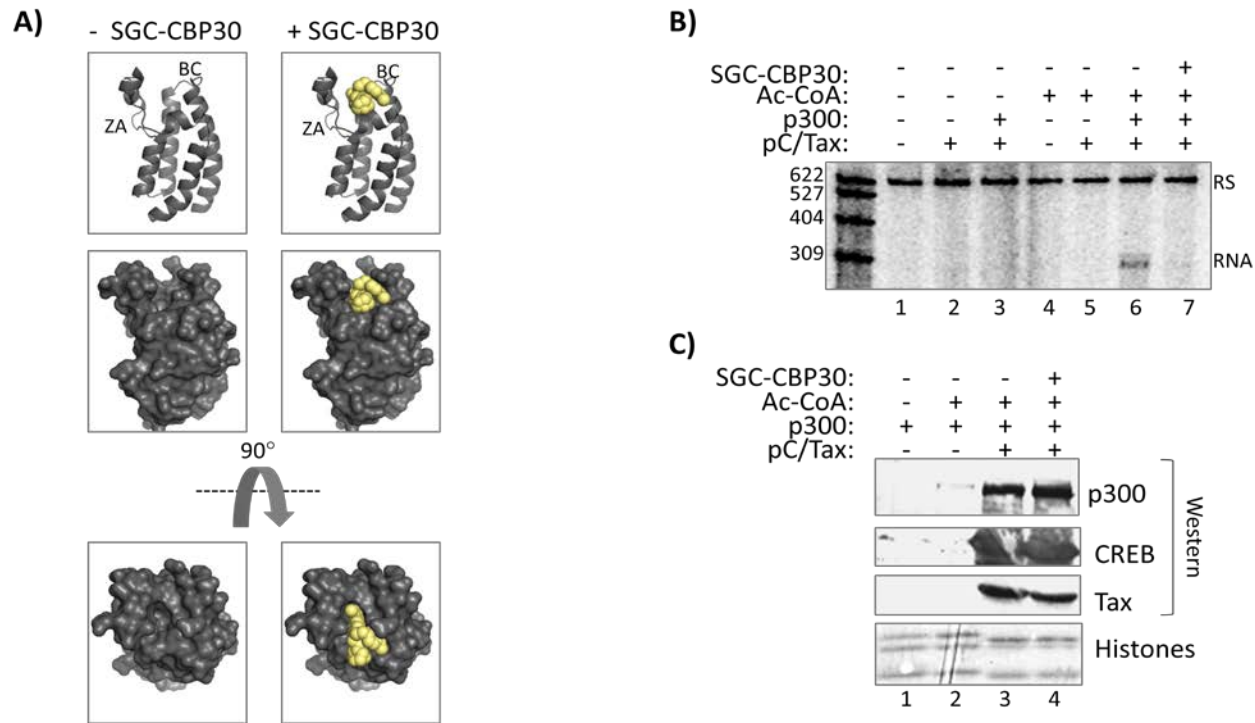 A)
- SGC-CBP30
+ SGC-CBP30
BC
ZA
BC
ZA
90°
B)
SGC-CBP30: - - - - - - +
Ac-CoA: - - - + + + +
p300: - - + - - + +
pC/Tax: - + + - + + +
622
527
404
309
RS
RNA
1 2 3 4 5 6 7
C)
SGC-CBP30: - - - +
Ac-CoA: - + + +
p300: + + + +
pC/Tax: - - + +
p300
CREB
Tax
Western
Histones
1 2 3 4